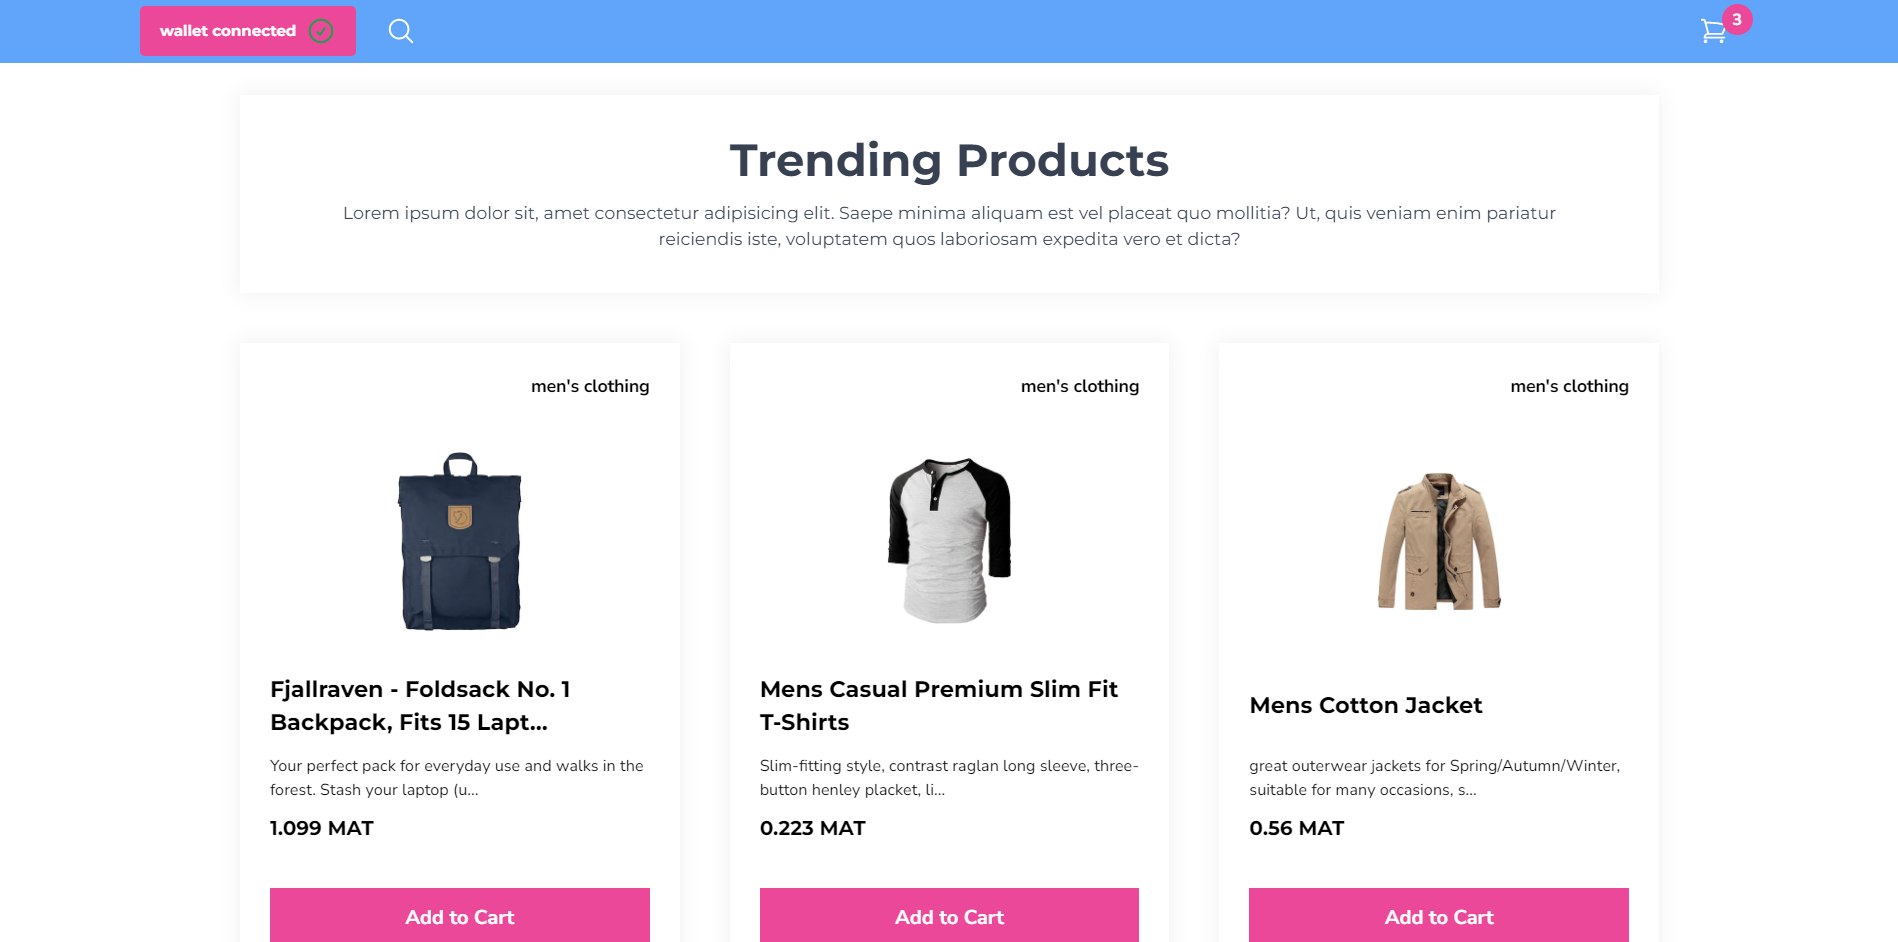 wallet connected
3
Trending Products
Lorem ipsum dolor sit, amet consectetur adipisicing elit. Saepe minima aliquam est vel placeat quo mollitia? Ut, quis veniam enim pariatur
reiciendis iste, voluptatem quos laboriosam expedita vero et dicta?
men's clothing
Fjallraven - Foldsack No. 1
Backpack, Fits 15 Lapt...
Your perfect pack for everyday use and walks in the
forest. Stash your laptop (u...
1.099 MAT
Add to Cart
men's clothing
Mens Casual Premium Slim Fit
T-Shirts
Slim-fitting style, contrast raglan long sleeve, three-
button henley placket, li...
0.223 MAT
Add to Cart
men's clothing
Mens Cotton Jacket
great outerwear jackets for Spring/Autumn/Winter,
suitable for many occasions, s...
0.56 MAT
Add to Cart